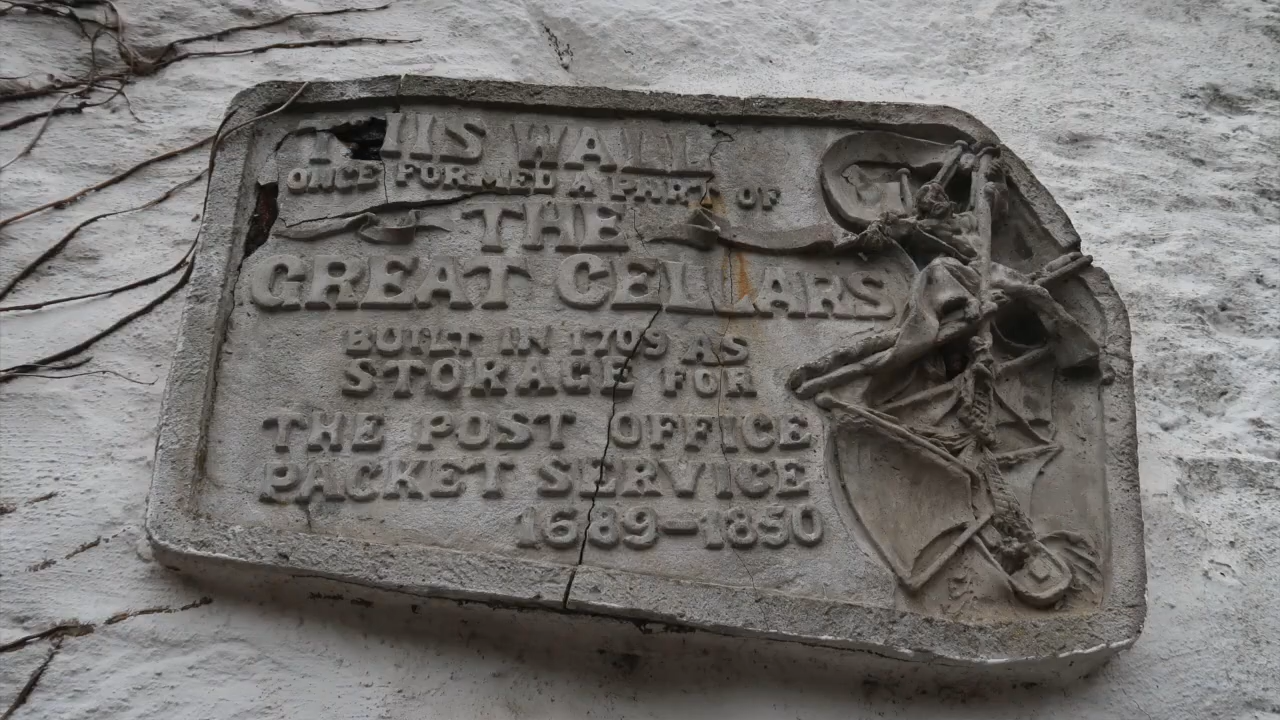 THIS WALL
ONCE FORMED A PART OF
THE
GREAT CELLARS
BUILT IN 1709 AS
STORAGE FOR
THE POST OFFICE
PACKET SERVICE
1689-1850